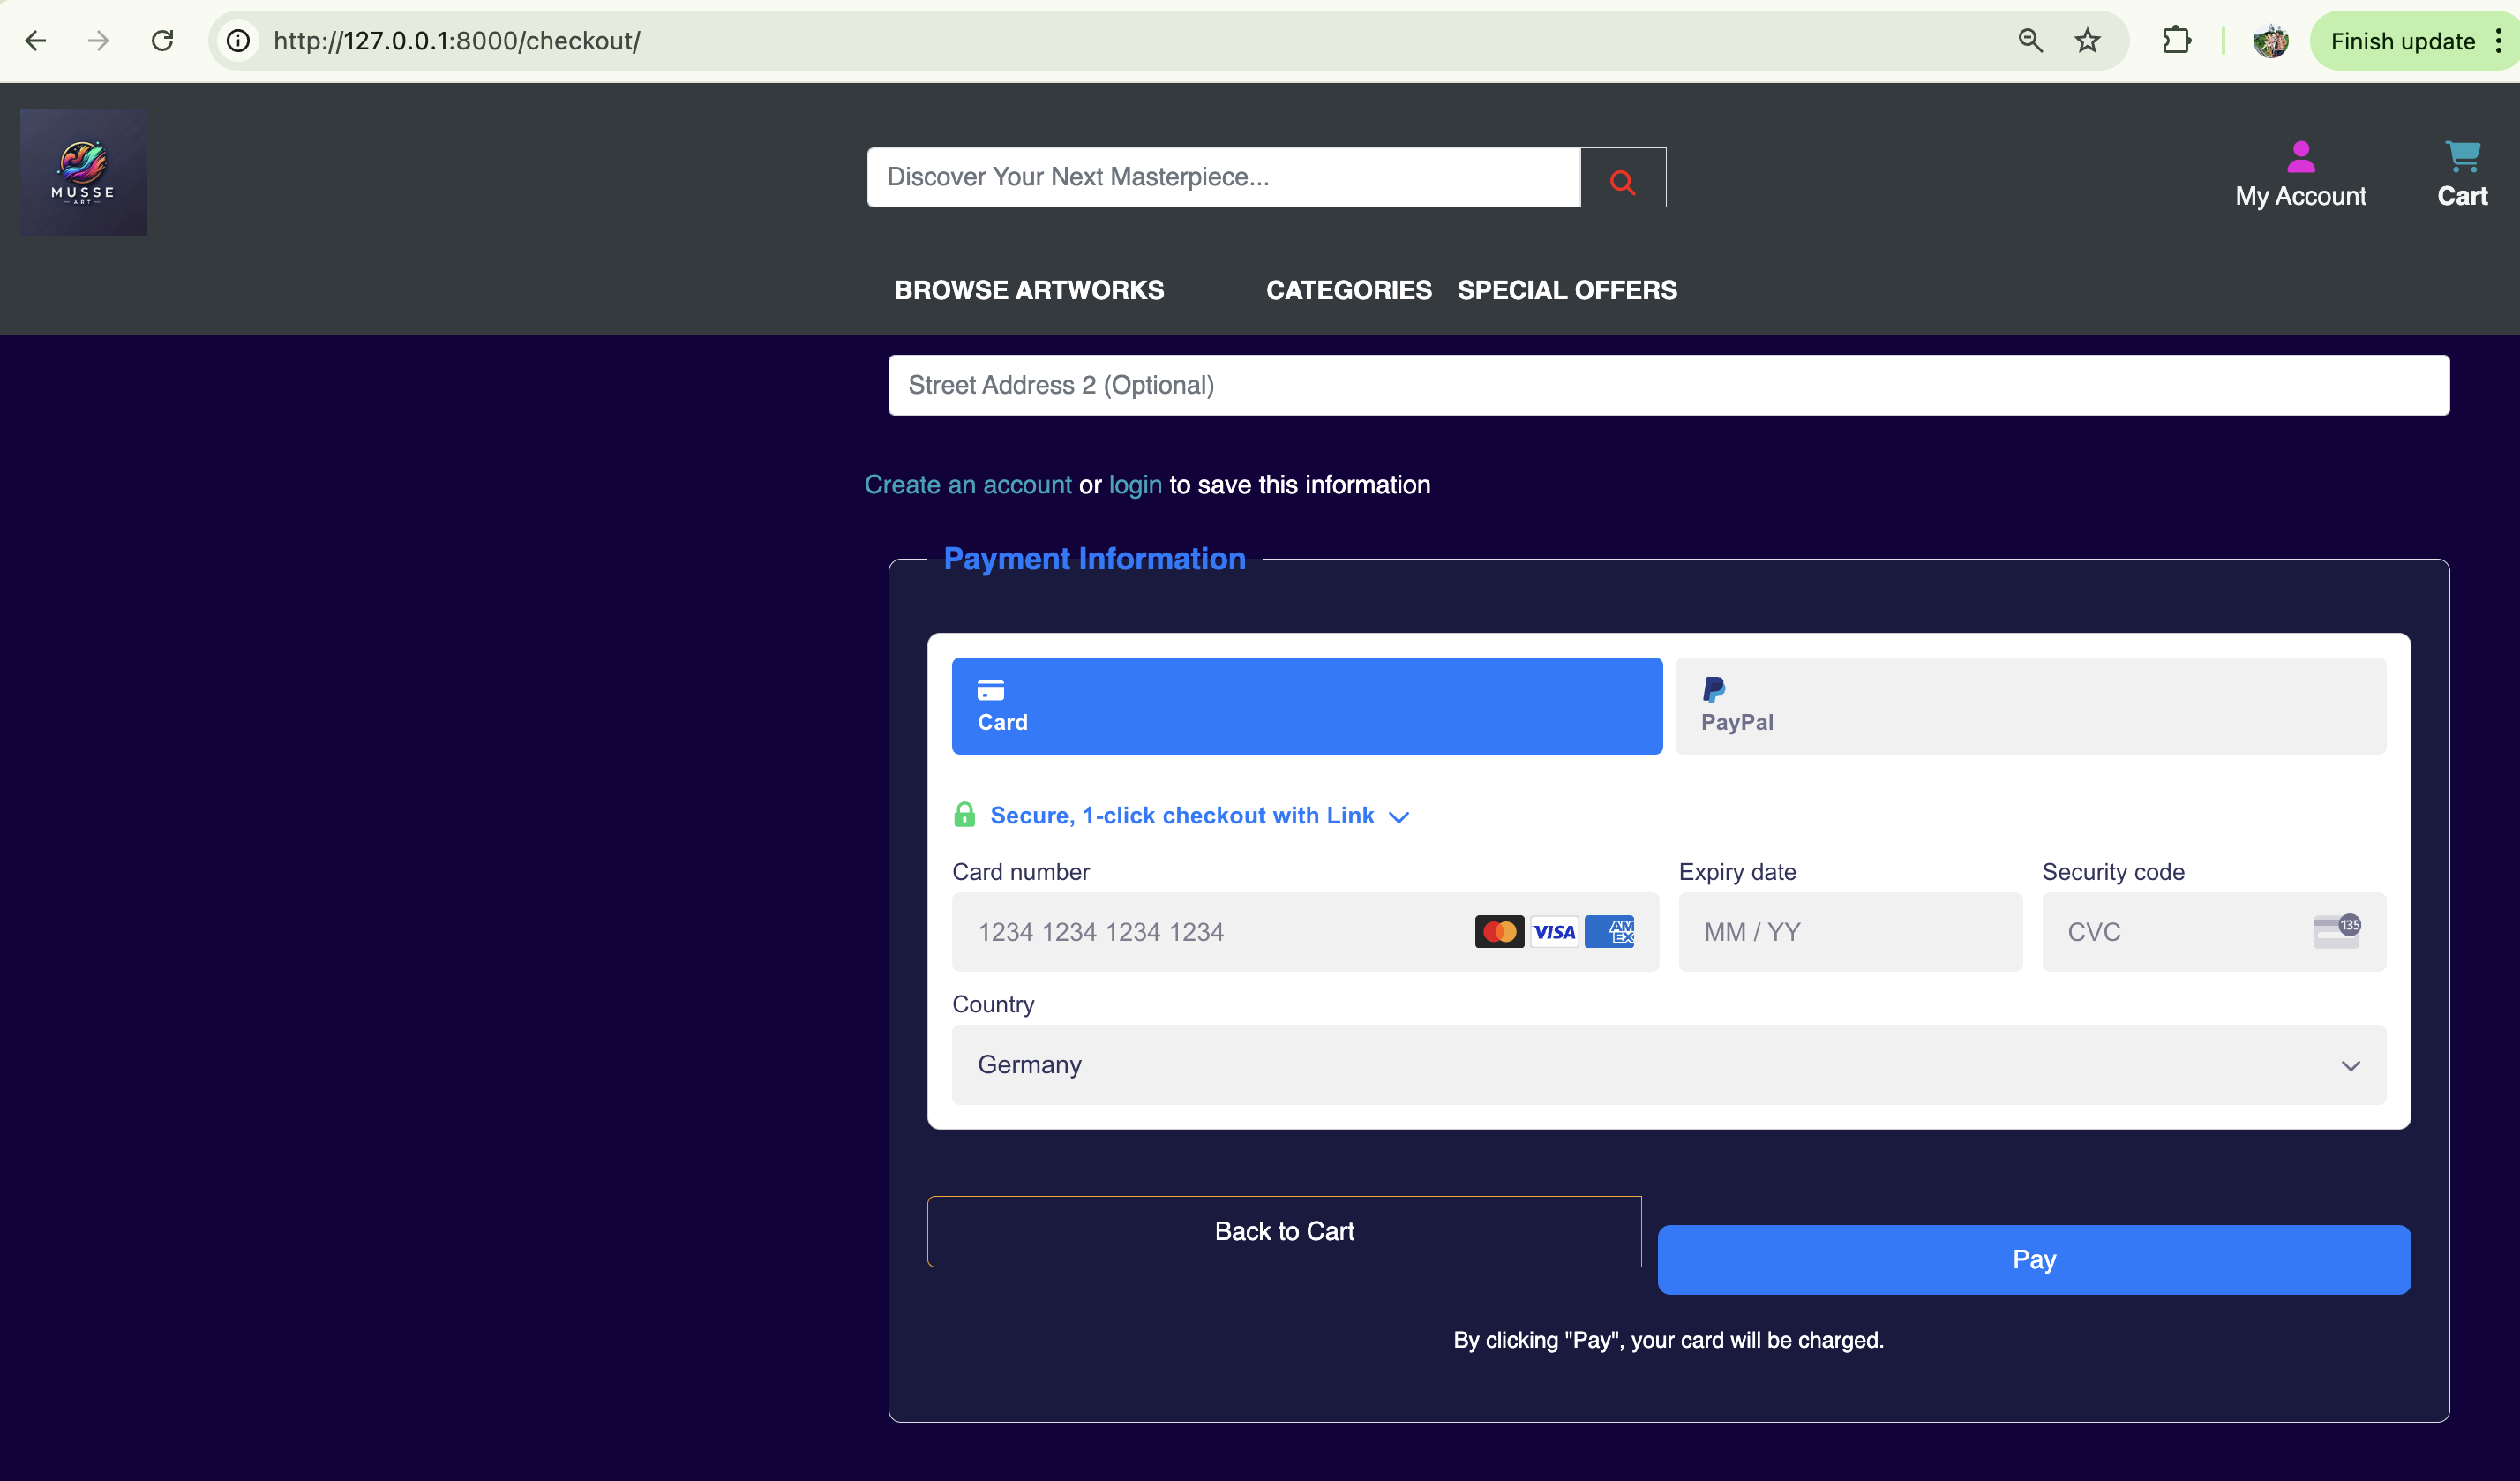 http://127.0.0.1:8000/checkout/
Finish update
MUSSE
ART
Discover Your Next Masterpiece...
My Account
Cart
BROWSE ARTWORKS
CATEGORIES
SPECIAL OFFERS
Street Address 2 (Optional)
Create an account or login to save this information
Payment Information
Card
PayPal
Secure, 1-click checkout with Link
Card number
Expiry date
Security code
1234 1234 1234 1234
VISA
AM
EX
MM / YY
CVC
135
Country
Germany
Back to Cart
Pay
By clicking "Pay", your card will be charged.